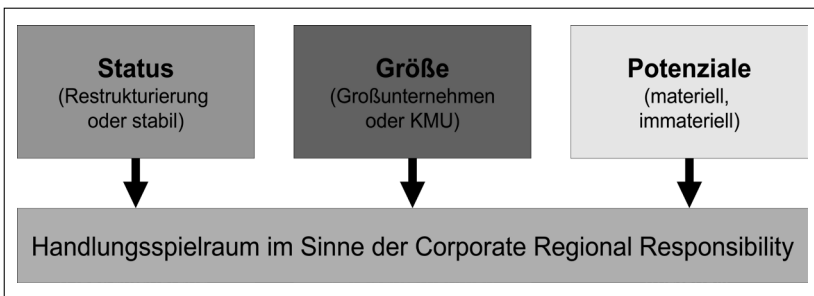 Status
(Restrukturierung
oder stabil)
Größe
(Großunternehmen
oder KMU)
Potenziale
(materiell,
immateriell)
Handlungsspielraum im Sinne der Corporate Regional Responsibility